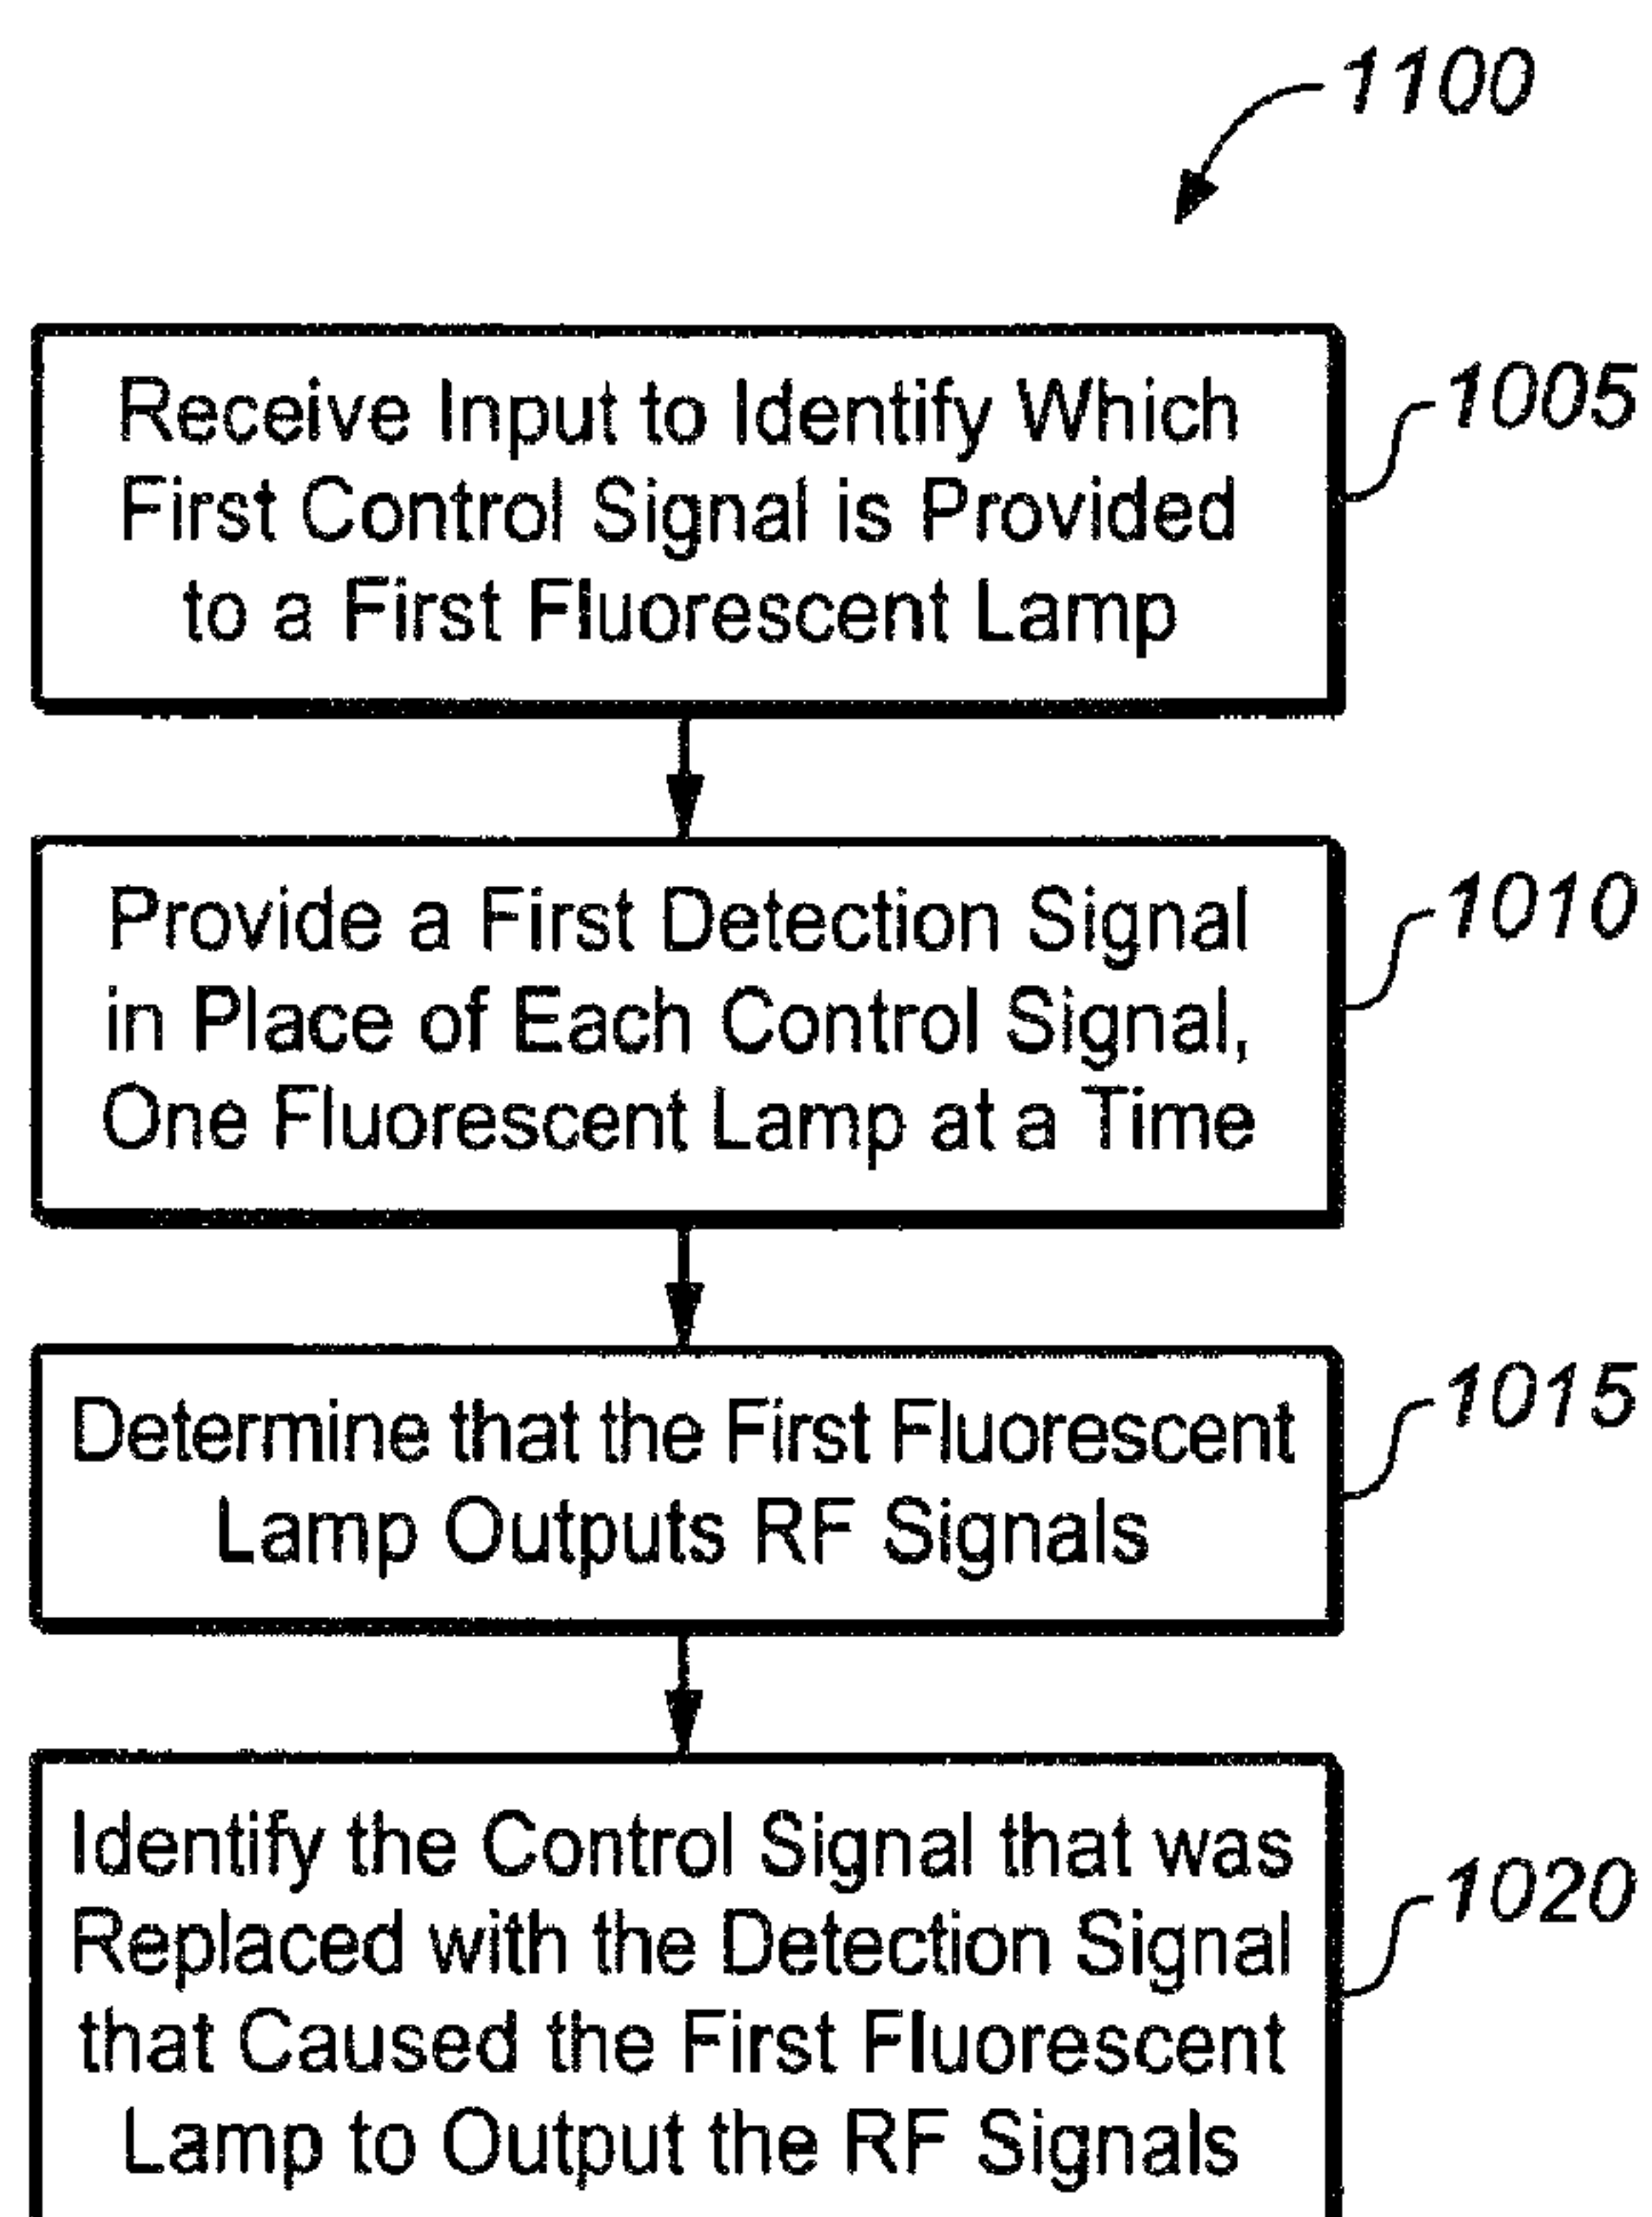 1100
Receive Input to Identify Which
First Control Signal is Provided
to a First Fluorescent Lamp
1005
Provide a First Detection Signal
in Place of Each Control Signal,
One Fluorescent Lamp at a Time
1010
Determine that the First Fluorescent
Lamp Outputs RF Signals
1015
Identify the Control Signal that was
Replaced with the Detection Signal
that Caused the First Fluorescent
Lamp to Output the RF Signals
1020